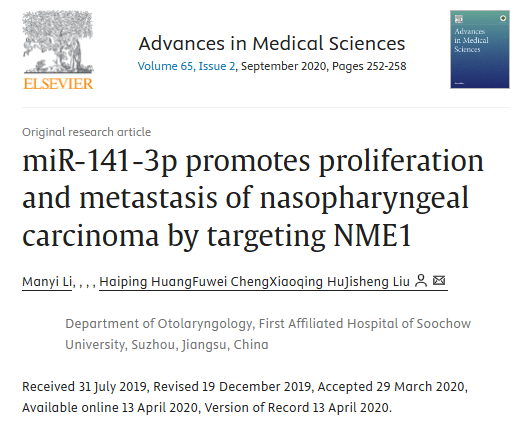 ELSEVIER
Advances in Medical Sciences
Volume 65, Issue 2, September 2020, Pages 252-258
Advances
in Medical
Sciences
Original research article
miR-141-3p promotes proliferation
and metastasis of nasopharyngeal
carcinoma by targeting NME1
Manyi Li, , , , Haiping HuangFuwei ChengXiaoqing HuJisheng Liu
Department of Otolaryngology, First Affiliated Hospital of Soochow
University, Suzhou, Jiangsu, China
Received 31 July 2019, Revised 19 December 2019, Accepted 29 March 2020,
Available online 13 April 2020, Version of Record 13 April 2020.